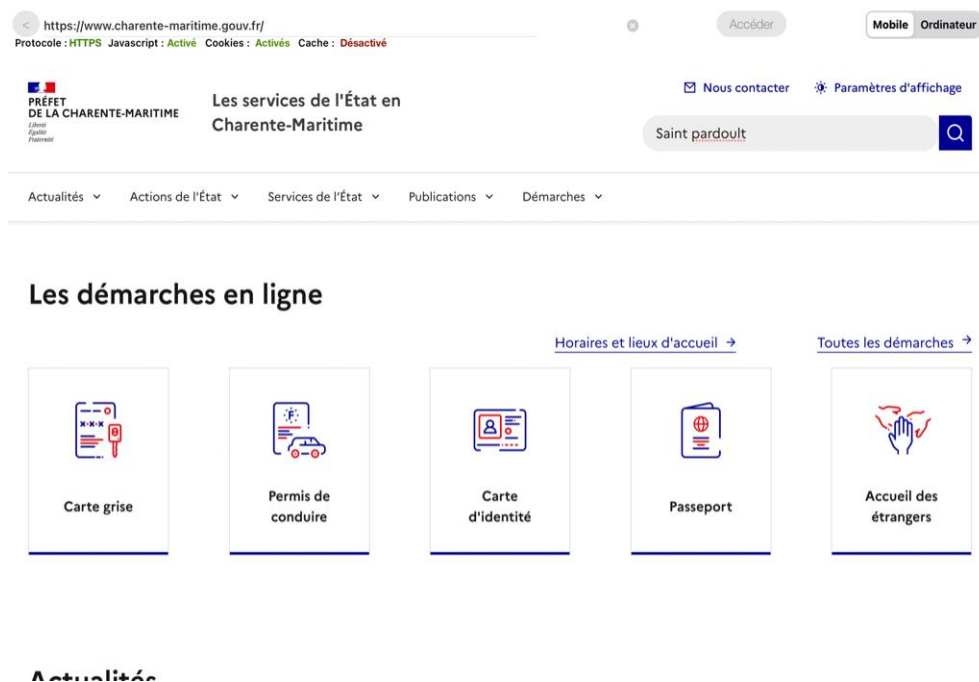 < https://www.charente-maritime.gouv.fr/ Accéder Mobile Ordinateur
Protocole : HTTPS Javascript : Activé Cookies : Activés Cache : Désactivé
Nous contacter Paramètres d'affichage
PRÉFET
DE LA CHARENTE-MARITIME
Liberté
Égalité
Fraternité
Les services de l'État en
Charente-Maritime
Saint pardoult
Actualités Actions de l'État Services de l'État Publications Démarches
Les démarches en ligne
Horaires et lieux d'accueil → Toutes les démarches →
Carte grise
Permis de
conduire
Carte
d'identité
Passeport
Accueil des
étrangers
Actualités